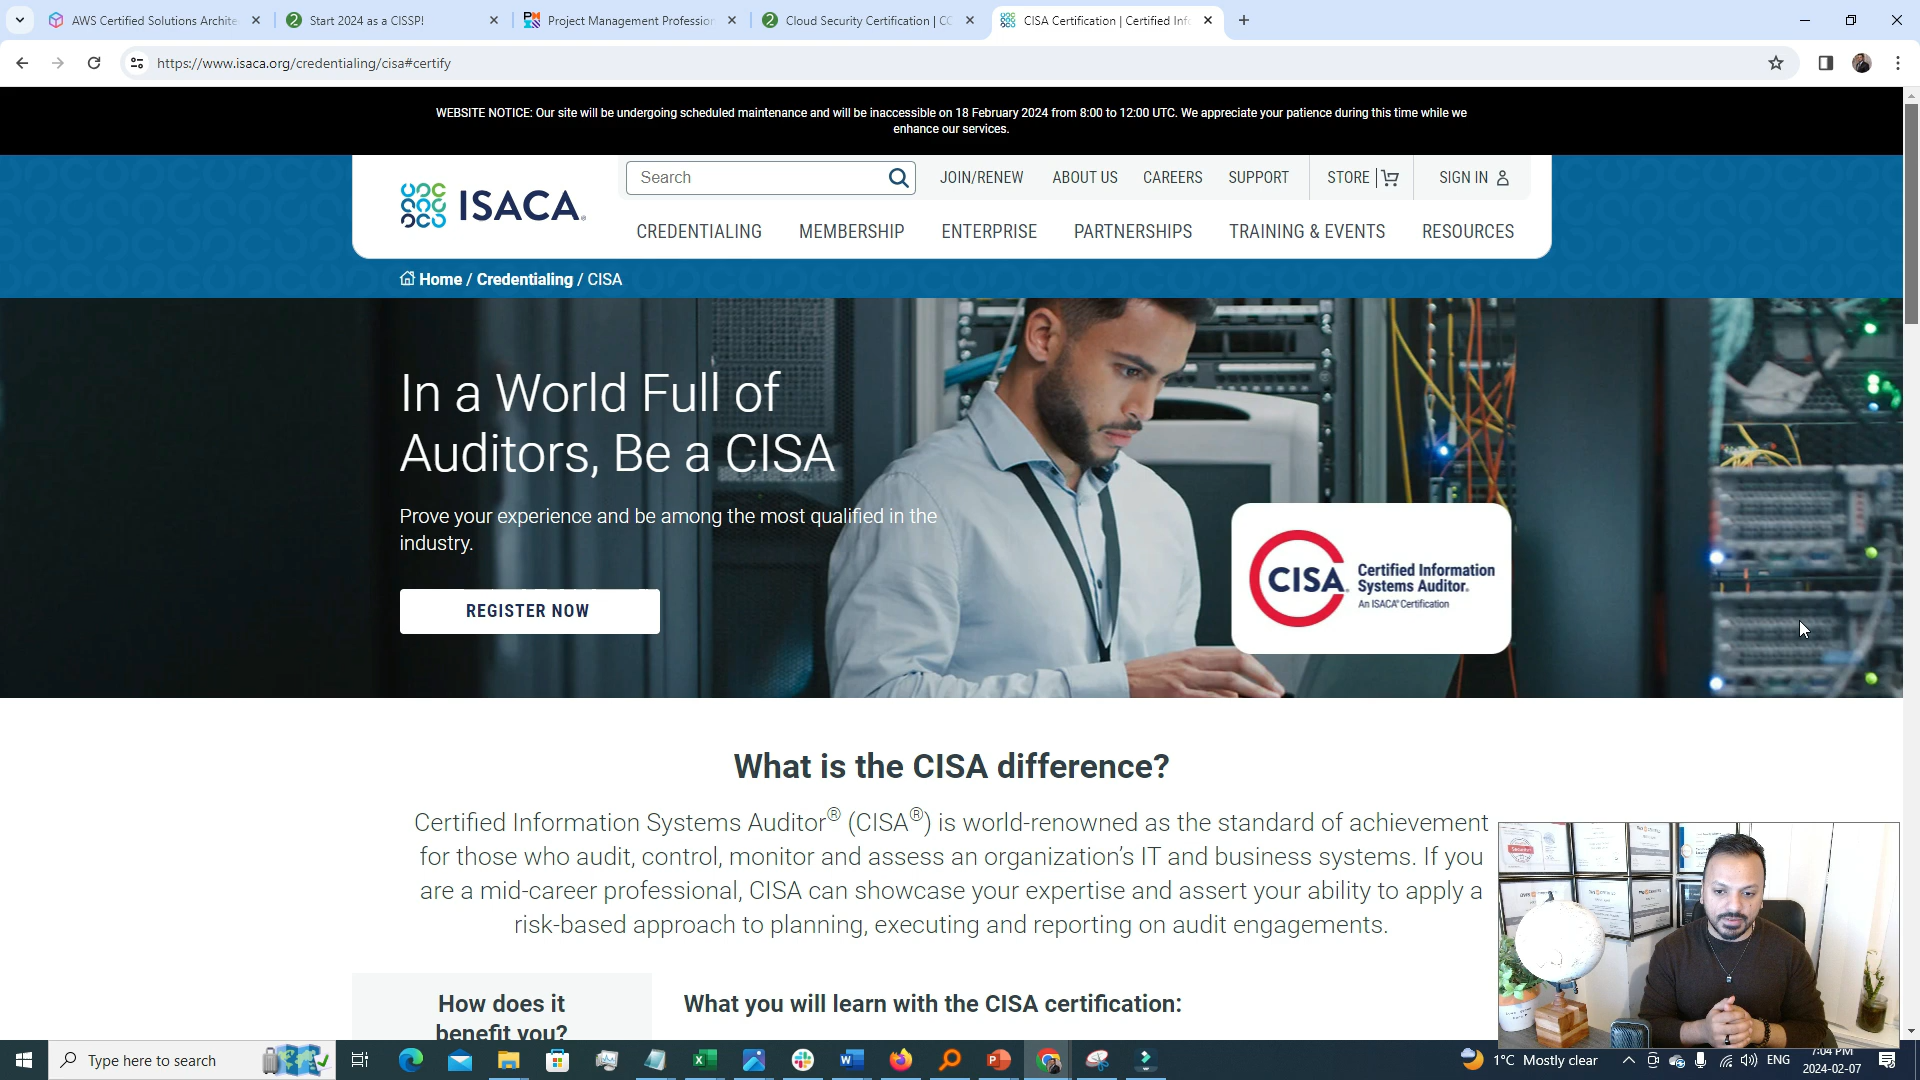 AWS Certified Solutions Archite
Start 2024 as a CISSP!
Project Management Profession
Cloud Security Certification | CC
CISA Certification | Certified Info
https://www.isaca.org/credentialing/cisa#certify
WEBSITE NOTICE: Our site will be undergoing scheduled maintenance and will be inaccessible on 18 February 2024 from 8:00 to 12:00 UTC. We appreciate your patience during this time while we
enhance our services.
Search
JOIN/RENEW
ABOUT US
CAREERS
SUPPORT
STORE
SIGN IN
ISACA®
CREDENTIALING
MEMBERSHIP
ENTERPRISE
PARTNERSHIPS
TRAINING & EVENTS
RESOURCES
Home / Credentialing / CISA
In a World Full of
Auditors, Be a CISA
Prove your experience and be among the most qualified in the
industry.
REGISTER NOW
CISA®
Certified Information
Systems Auditor®
An ISACA® Certification
What is the CISA difference?
Certified Information Systems Auditor® (CISA®) is world-renowned as the standard of achievement
for those who audit, control, monitor and assess an organization's IT and business systems. If you
are a mid-career professional, CISA can showcase your expertise and assert your ability to apply a
risk-based approach to planning, executing and reporting on audit engagements.
How does it
benefit you?
What you will learn with the CISA certification:
Type here to search
1°C Mostly clear
ENG
7:04 PM
2024-02-07